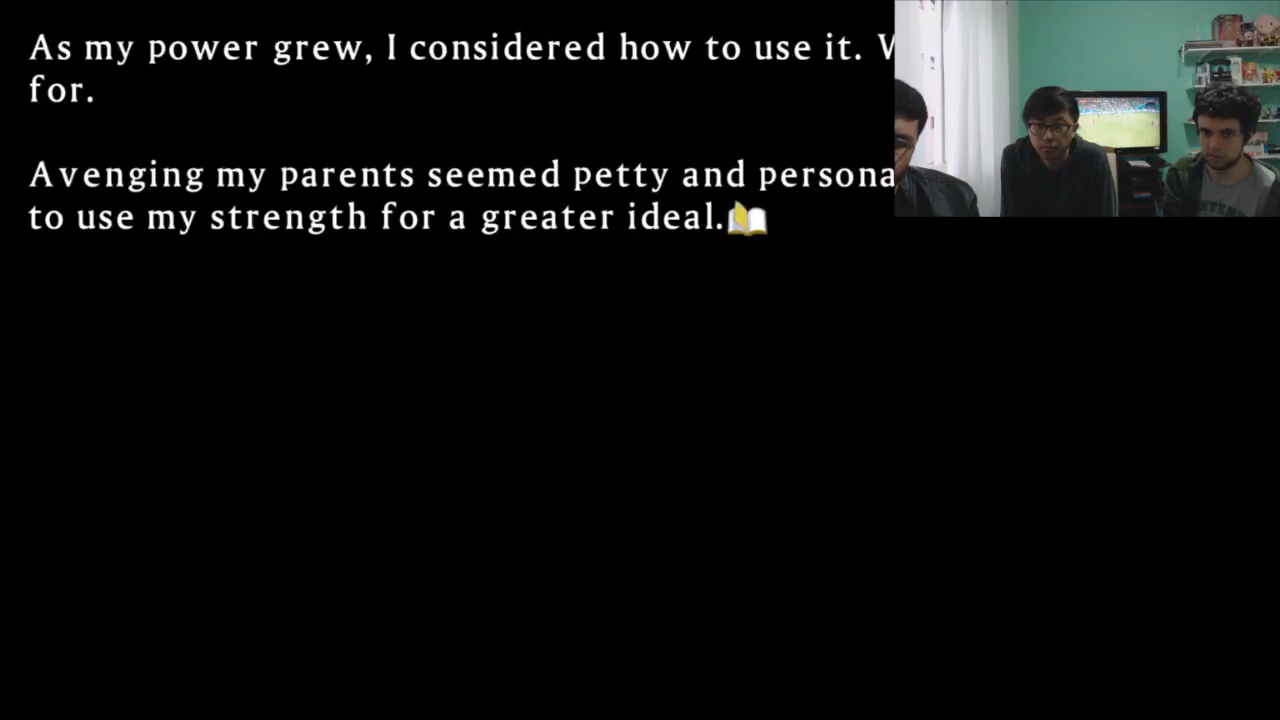 As my power grew, I considered how to use it.
for.
Avenging my parents seemed petty and
to use my strength for a greater ideal.